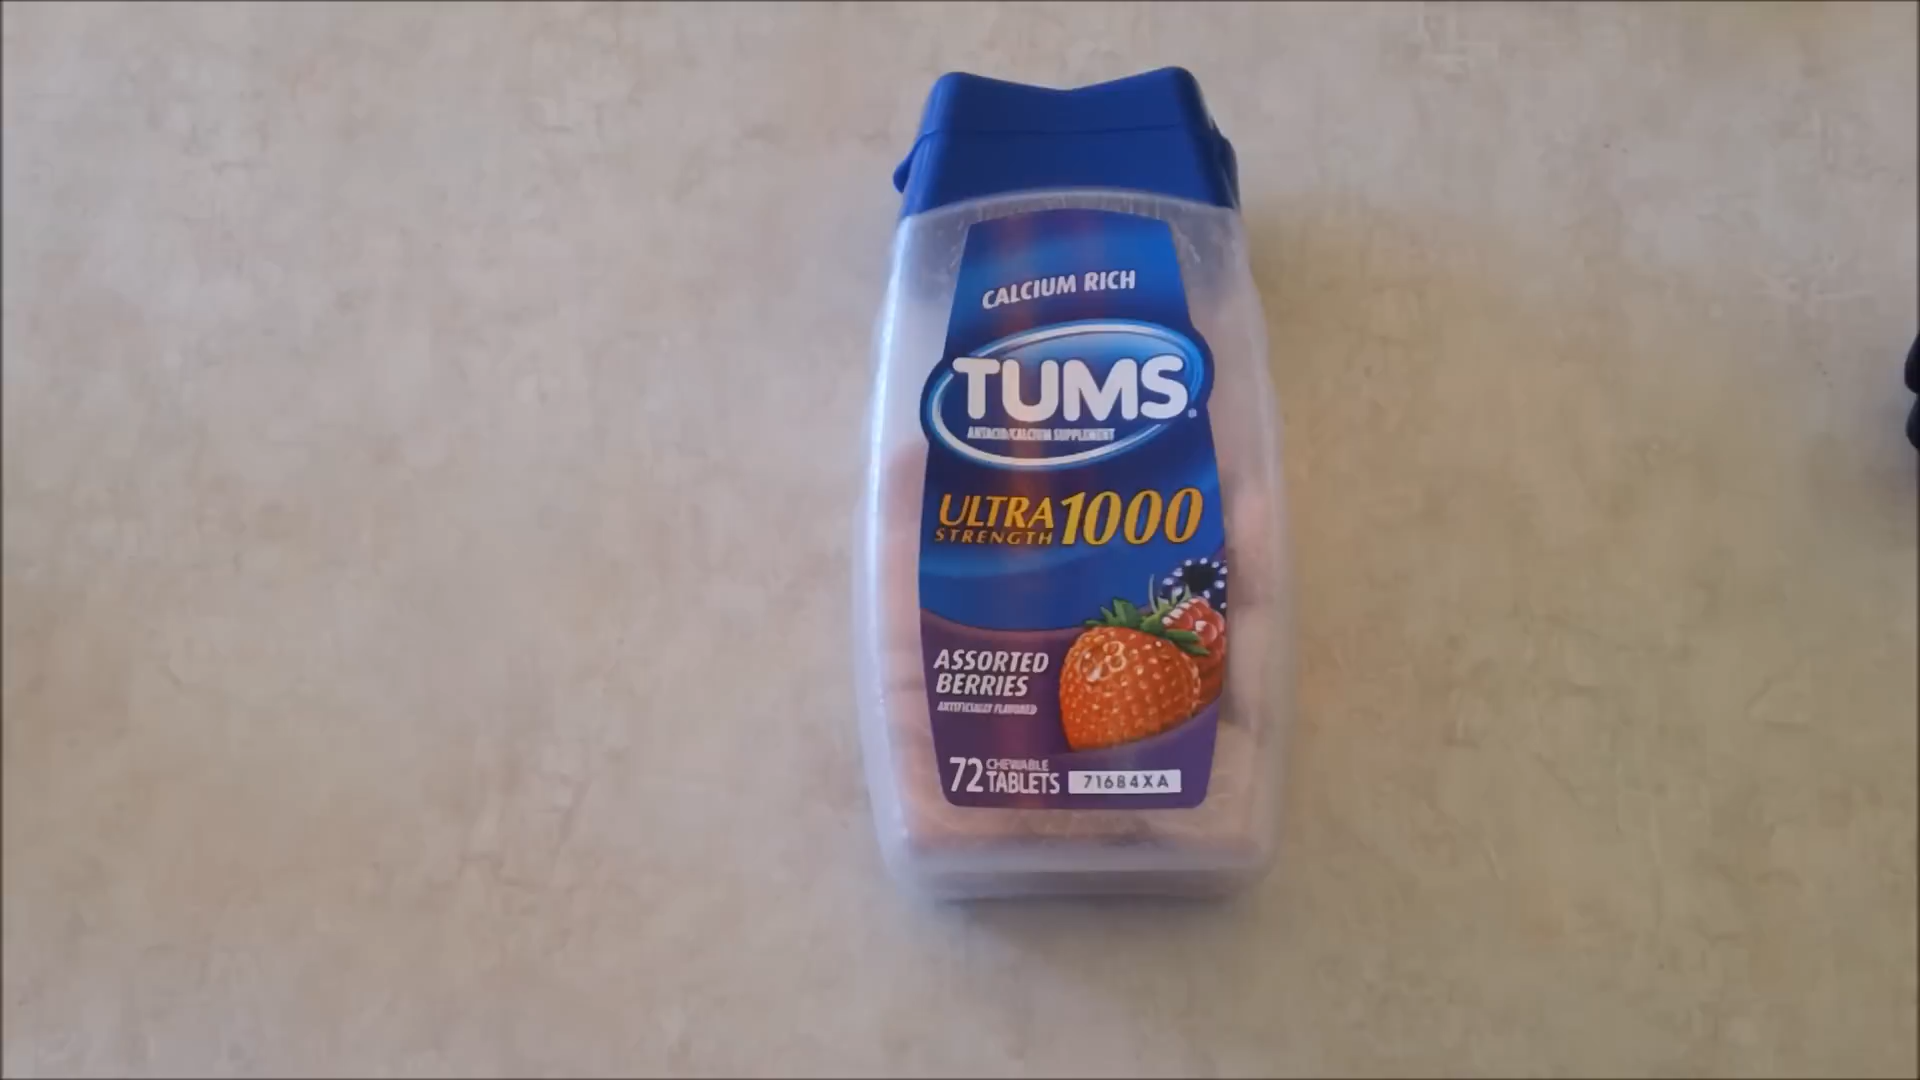 CALCIUM RICH
TUMS
ANTACID/CALCIUM SUPPLEMENT
ULTRA STRENGTH 1000
ASSORTED
BERRIES
ARTIFICIALLY FLAVORED
72 CHEWABLE TABLETS 71684XA